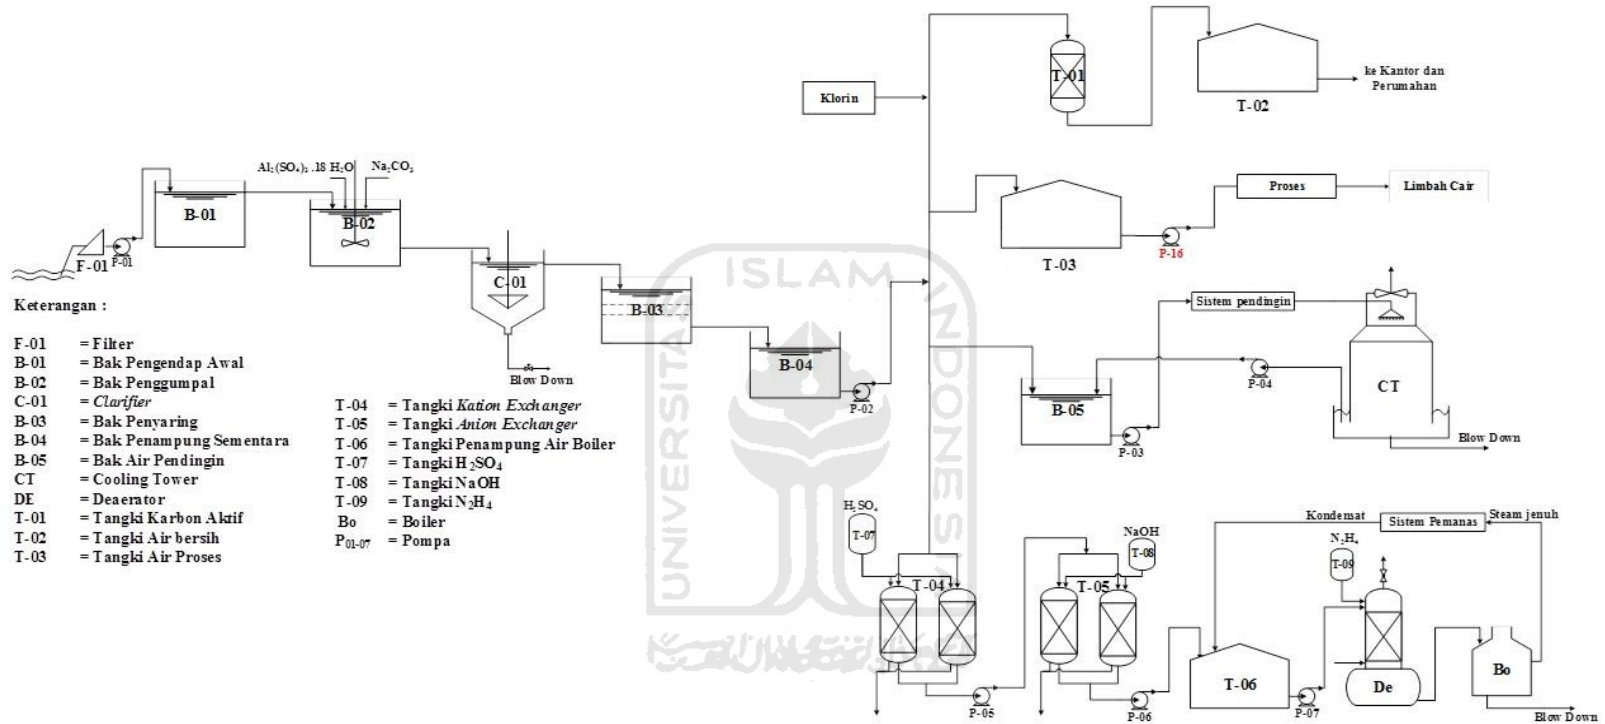 Klorin
T-01
T-02
ke Kantor dan
Perumahan
Al₂(SO₄)₃ .18 H₂O
Na₂CO₃
B-01
B-02
F-01
P-01
C-01
Blow Down
B-03
B-04
P-02
T-03
P-16
Proses
Limbah Cair
Sistem pendingin
B-05
P-03
P-04
CT
Blow Down
Keterangan :
F-01 = Filter
B-01 = Bak Pengendap Awal
B-02 = Bak Penggumpal
C-01 = Clarifier
B-03 = Bak Penyaring
B-04 = Bak Penampung Sementara
B-05 = Bak Air Pendingin
CT = Cooling Tower
DE = Deaerator
T-01 = Tangki Karbon Aktif
T-02 = Tangki Air bersih
T-03 = Tangki Air Proses
T-04 = Tangki Kation Exchanger
T-05 = Tangki Anion Exchanger
T-06 = Tangki Penampung Air Boiler
T-07 = Tangki H₂SO₄
T-08 = Tangki NaOH
T-09 = Tangki N₂H₄
Bo = Boiler
P₀₁₋₀₇ = Pompa
H₂SO₄
T-07
T-04
P-05
NaOH
T-08
T-05
P-06
T-06
P-07
Kondensat
Sistem Pemanas
Steam jenuh
N₂H₄
T-09
De
Bo
Blow Down
UNIVERSITAS
ISLAM